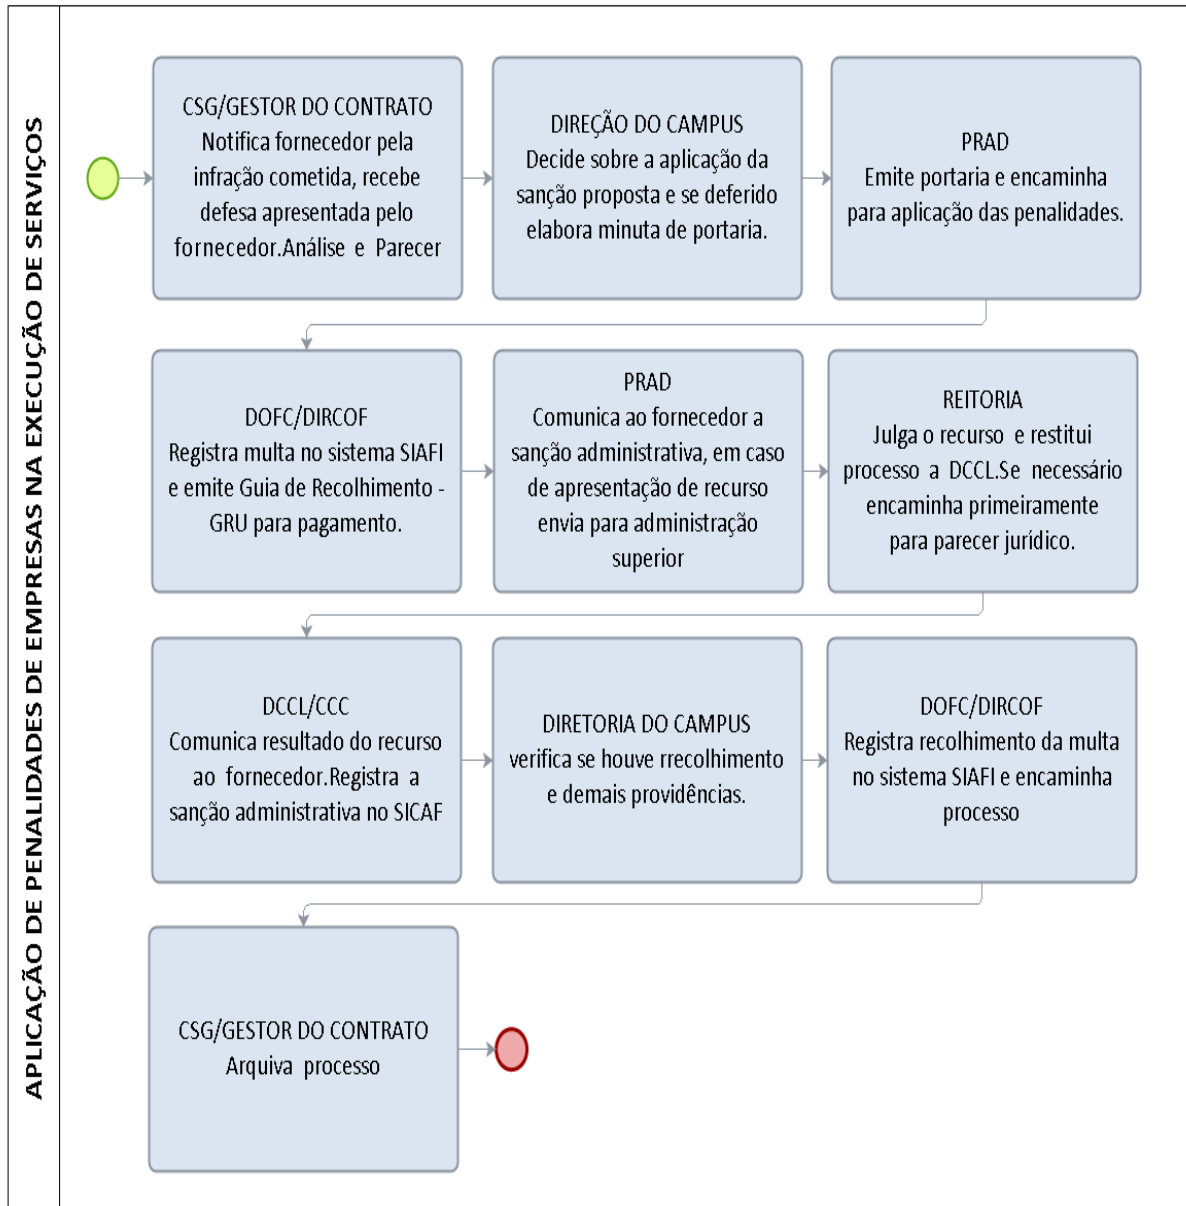 APLICAÇÃO DE PENALIDADES DE EMPRESAS NA EXECUÇÃO DE SERVIÇOS
CSG/GESTOR DO CONTRATO
Notifica fornecedor pela
infração cometida, recebe
defesa apresentada pelo
fornecedor.Análise e Parecer
DIREÇÃO DO CAMPUS
Decide sobre a aplicação da
sanção proposta e se deferido
elabora minuta de portaria.
PRAD
Emite portaria e encaminha
para aplicação das penalidades.
DOFC/DIRCOF
Registra multa no sistema SIAFI
e emite Guia de Recolhimento -
GRU para pagamento.
PRAD
Comunica ao fornecedor a
sanção administrativa, em caso
de apresentação de recurso
envia para administração
superior
REITORIA
Julga o recurso e restitui
processo a DCCL.Se necessário
encaminha primeiramente
para parecer jurídico.
DCCL/CCC
Comunica resultado do recurso
ao fornecedor.Registra a
sanção administrativa no SICAF
DIRETORIA DO CAMPUS
verifica se houve rrecolhimento
e demais providências.
DOFC/DIRCOF
Registra recolhimento da multa
no sistema SIAFI e encaminha
processo
CSG/GESTOR DO CONTRATO
Arquiva processo